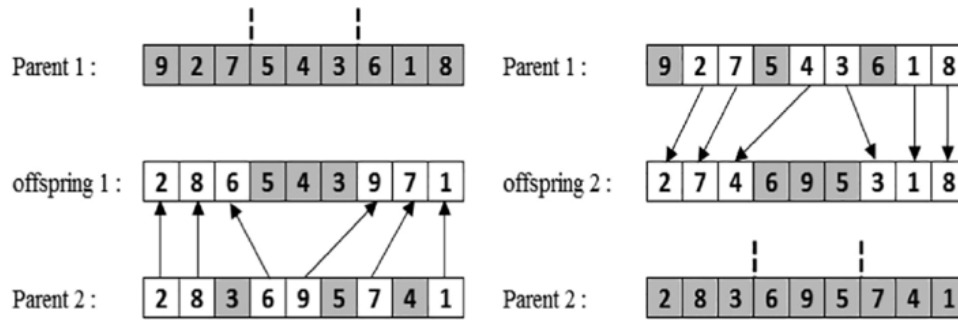 Parent 1 : 9 2 7 5 4 3 6 1 8
offspring 1 : 2 8 6 5 4 3 9 7 1
Parent 2 : 2 8 3 6 9 5 7 4 1
Parent 1 : 9 2 7 5 4 3 6 1 8
offspring 2 : 2 7 4 6 9 5 3 1 8
Parent 2 : 2 8 3 6 9 5 7 4 1